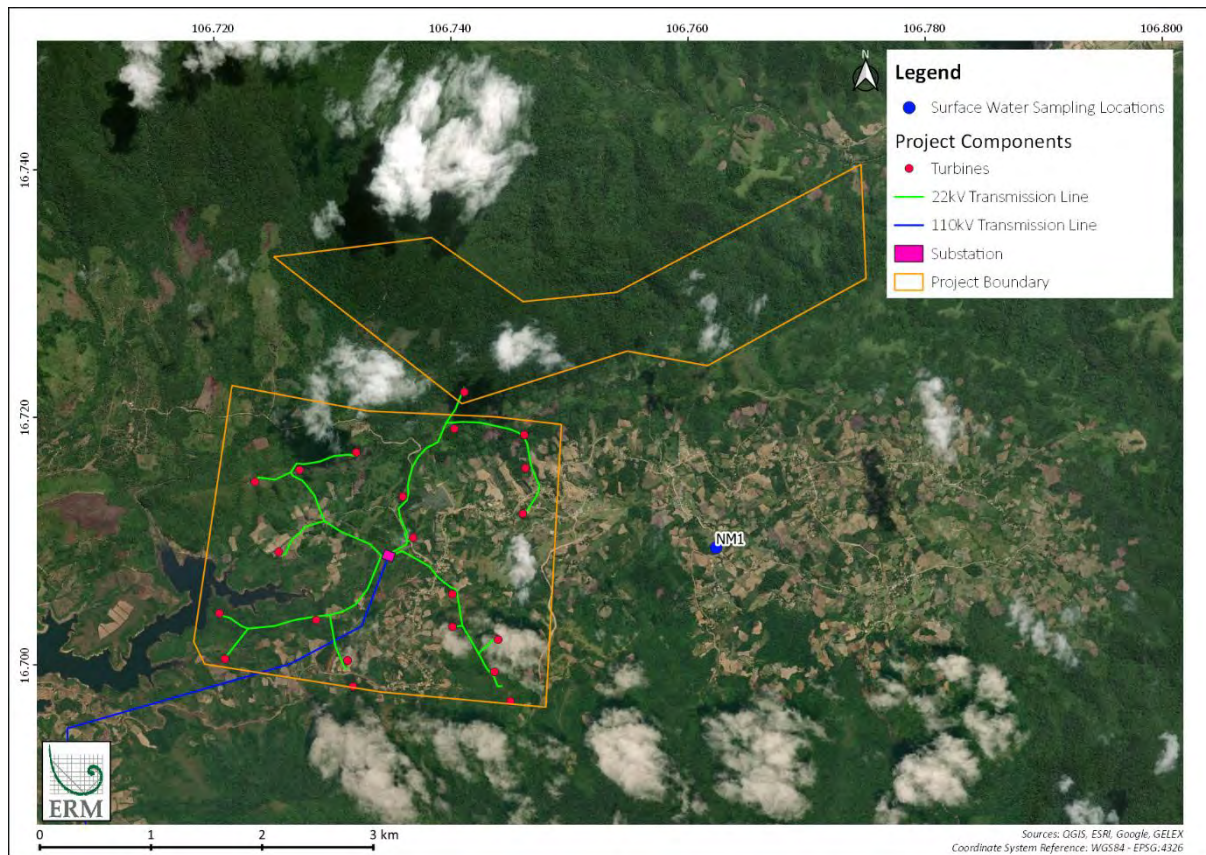 106.720 106.740 106.760 106.780 106.800
N
Legend
Surface Water Sampling Locations
Project Components
Turbines
22kV Transmission Line
110kV Transmission Line
Substation
Project Boundary
16.740
16.720
NM1
16.700
ERM
0 1 2 3 km
Sources: QGIS, ESRI, Google, GELEX
Coordinate System Reference: WGS84 - EPSG:4326